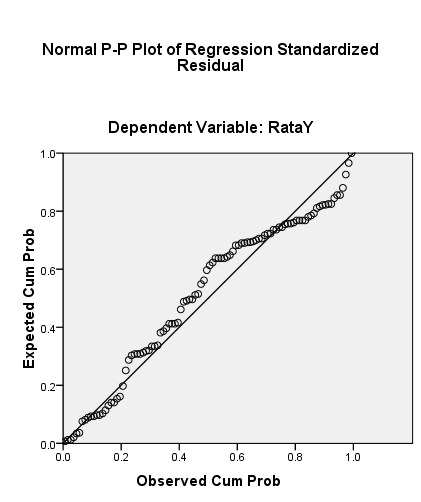 Normal P-P Plot of Regression Standardized
Residual
Dependent Variable: RataY
Expected Cum Prob
1.0
0.8
0.6
0.4
0.2
0.0
0.0 0.2 0.4 0.6 0.8 1.0
Observed Cum Prob